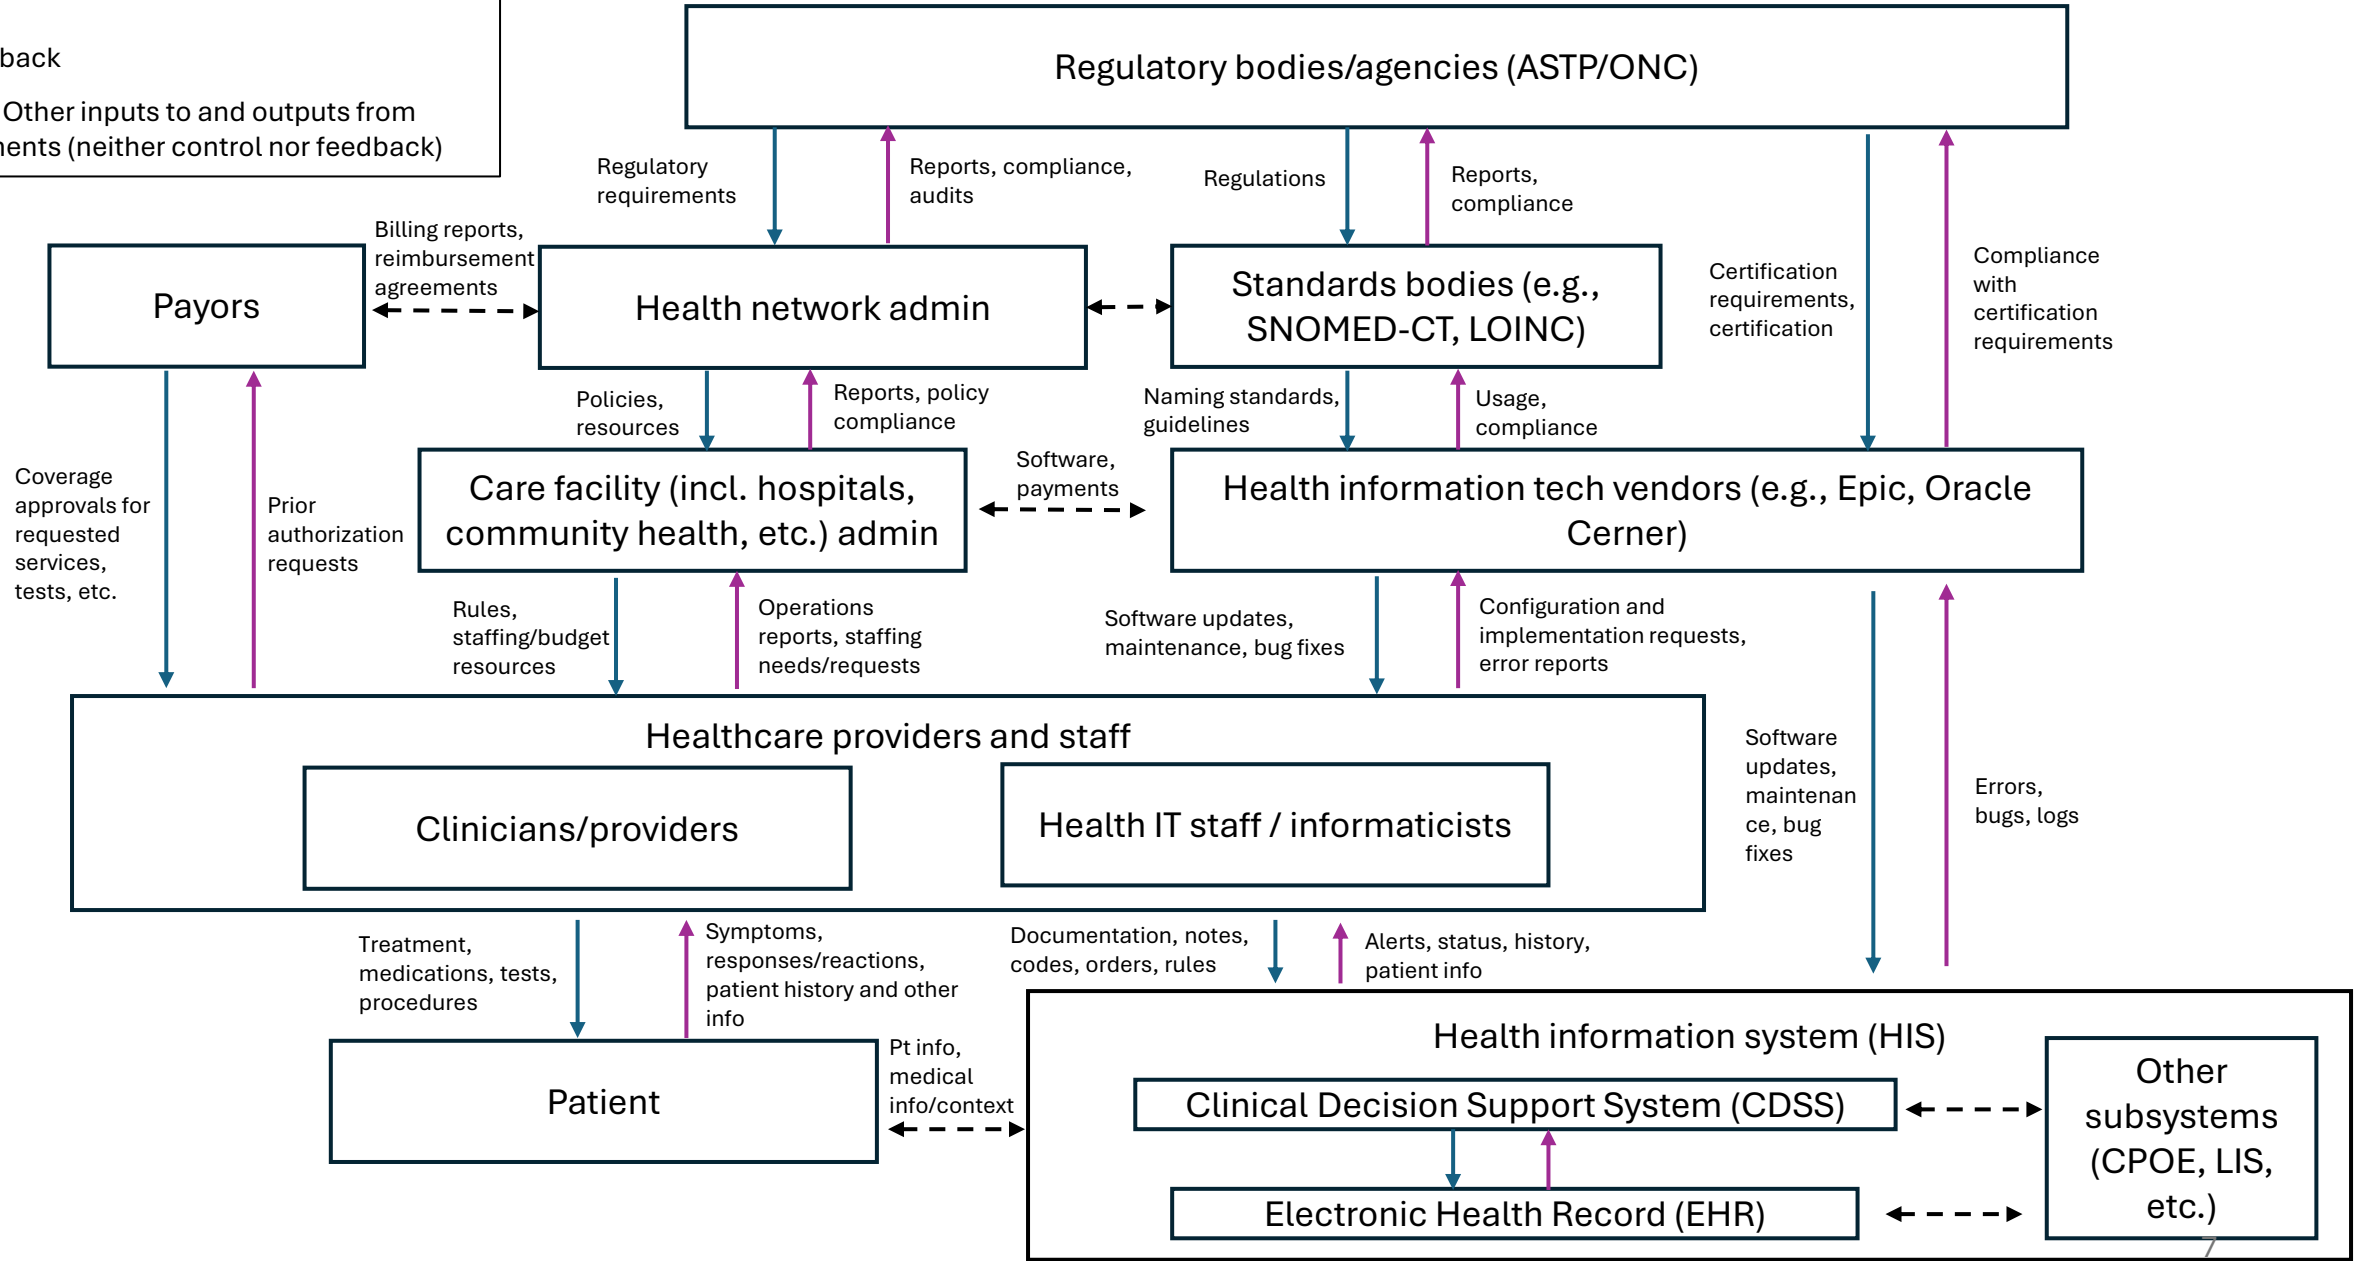 back
Other inputs to and outputs from
ments (neither control nor feedback)
Regulatory bodies/agencies (ASTP/ONC)
Regulatory
requirements
Reports, compliance,
audits
Regulations
Reports,
compliance
Certification
requirements,
certification
Compliance
with
certification
requirements
Billing reports,
reimbursement
agreements
Payors
Health network admin
Standards bodies (e.g.,
SNOMED-CT, LOINC)
Policies,
resources
Reports, policy
compliance
Naming standards,
guidelines
Usage,
compliance
Coverage
approvals for
requested
services,
tests, etc.
Prior
authorization
requests
Care facility (incl. hospitals,
community health, etc.) admin
Software,
payments
Health information tech vendors (e.g., Epic, Oracle
Cerner)
Rules,
staffing/budget
resources
Operations
reports, staffing
needs/requests
Software updates,
maintenance, bug fixes
Configuration and
implementation requests,
error reports
Healthcare providers and staff
Clinicians/providers
Health IT staff / informaticists
Software
updates,
maintenan
ce, bug
fixes
Errors,
bugs, logs
Treatment,
medications, tests,
procedures
Symptoms,
responses/reactions,
patient history and other
info
Documentation, notes,
codes, orders, rules
Alerts, status, history,
patient info
Patient
Pt info,
medical
info/context
Health information system (HIS)
Clinical Decision Support System (CDSS)
Electronic Health Record (EHR)
Other
subsystems
(CPOE, LIS,
etc.)
7